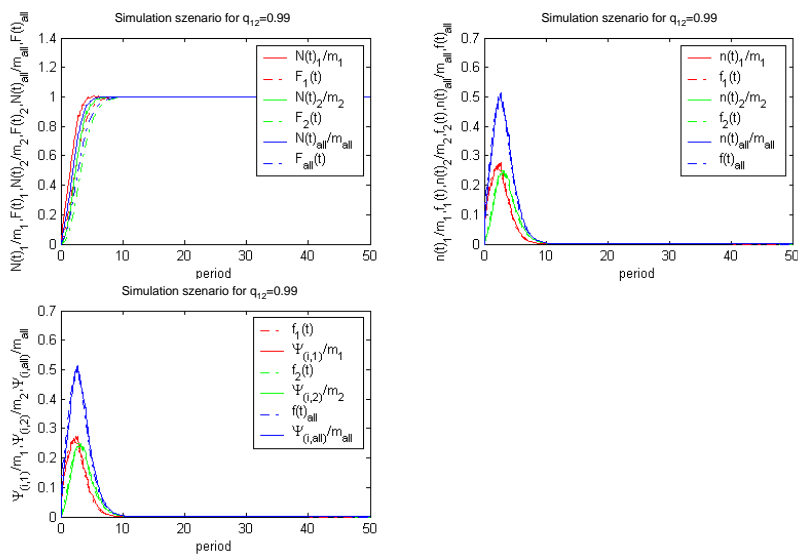 Simulation szenario for q12=0.99
N(t)1/m1,F(t)1,N(t)2/m2,F(t)2,N(t)all/mall,F(t)all
1.4
1.2
1
0.8
0.6
0.4
0.2
0
0 10 20 30 40 50
period
N(t)1/m1
F1(t)
N(t)2/m2
F2(t)
N(t)all/mall
Fall(t)
Simulation szenario for q12=0.99
n(t)1/m1,f1(t),n(t)2/m2,f2(t),n(t)all/mall,f(t)all
0.7
0.6
0.5
0.4
0.3
0.2
0.1
0
0 10 20 30 40 50
period
n(t)1/m1
f1(t)
n(t)2/m2
f2(t)
n(t)all/mall
f(t)all
Simulation szenario for q12=0.99
Ψ(i,1)/m1,Ψ(i,2)/m2,Ψ(i,all)/mall
0.7
0.6
0.5
0.4
0.3
0.2
0.1
0
0 10 20 30 40 50
period
f1(t)
Ψ(i,1)/m1
f2(t)
Ψ(i,2)/m2
f(t)all
Ψ(i,all)/mall